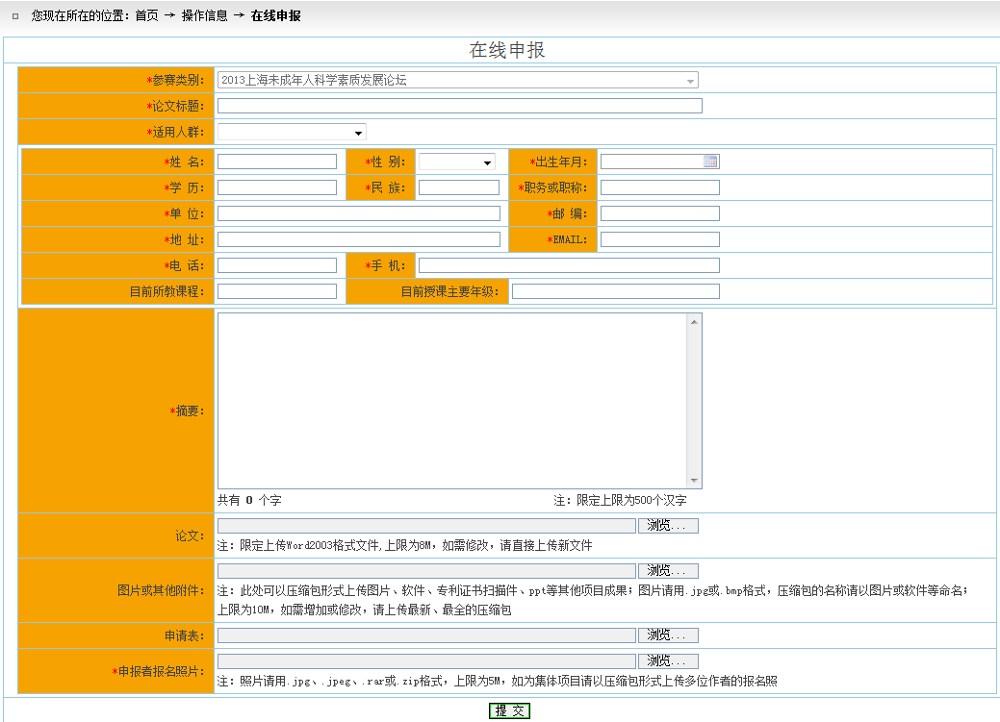 您现在所在的位置：首页 → 操作信息 → 在线申报
在线申报
*参赛类别： 2013上海未成年人科学素质发展论坛
*论文标题：
*适用人群：
*姓 名： *性 别： *出生年月：
*学 历： *民 族： *职务或职称：
*单 位： *邮 编：
*地 址： *EMAIL：
*电 话： *手 机：
目前所教课程： 目前授课主要年级：
*摘要：
共有 0 个字 注：限定上限为500个汉字
论文： 浏览...
注：限定上传Word2003格式文件,上限为8M，如需修改，请直接上传新文件
图片或其他附件： 浏览...
注：此处可以压缩包形式上传图片、软件、专利证书扫描件、ppt等其他项目成果；图片请用.jpg或.bmp格式，压缩包的名称请以图片或软件等命名；
上限为10M，如需增加或修改，请上传最新、最全的压缩包
申请表： 浏览...
*申报者报名照片： 浏览...
注：照片请用.jpg、.jpeg、.rar或.zip格式，上限为5M，如为集体项目请以压缩包形式上传多位作者的报名照
提 交